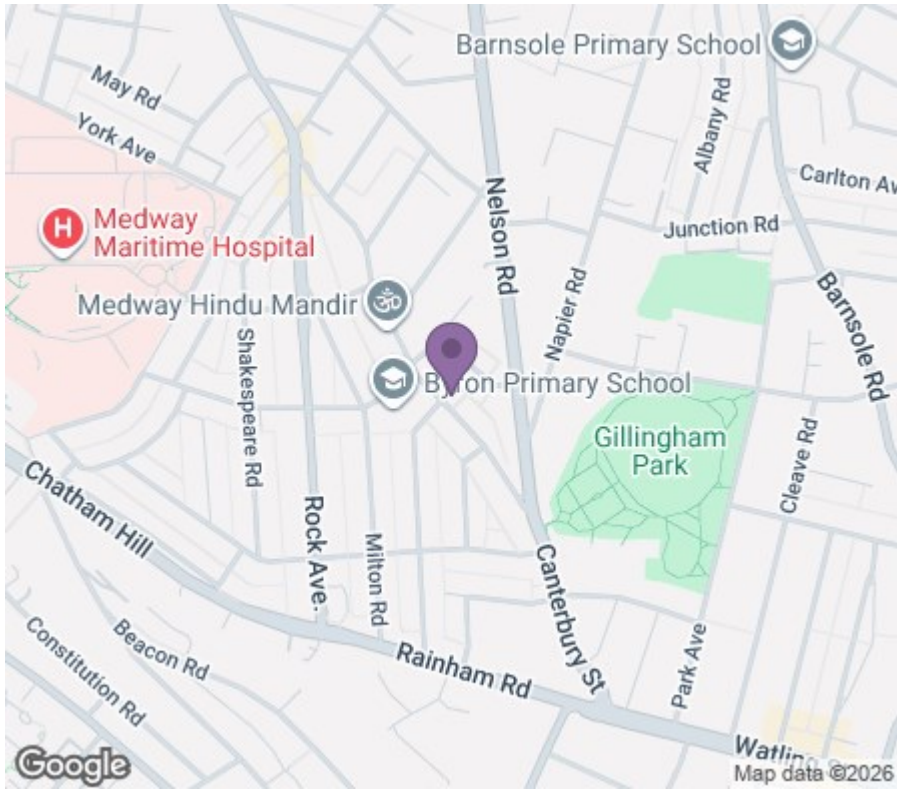 Barnsole Primary School
May Rd
York Ave
Albany Rd
Carlton Av
Nelson Rd
Junction Rd
Medway
Maritime Hospital
Napier Rd
Barnsole Rd
Medway Hindu Mandir
Shakespeare Rd
Byron Primary School
Gillingham
Park
Cleave Rd
Chatham Hill
Rock Ave.
Milton Rd
Canterbury St
Constitution Rd
Beacon Rd
Rainham Rd
Park Ave
Watling S
Google
Map data ©2026